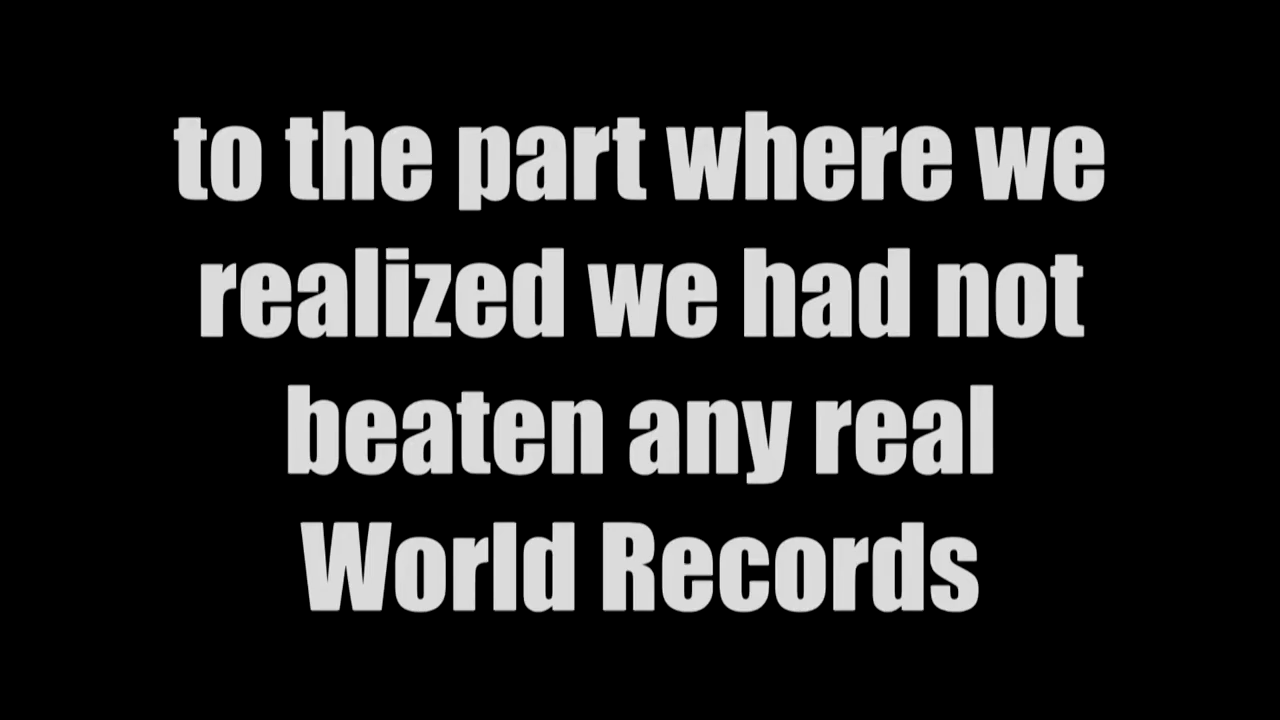 to the part where we
realized we had not
beaten any real
World Records